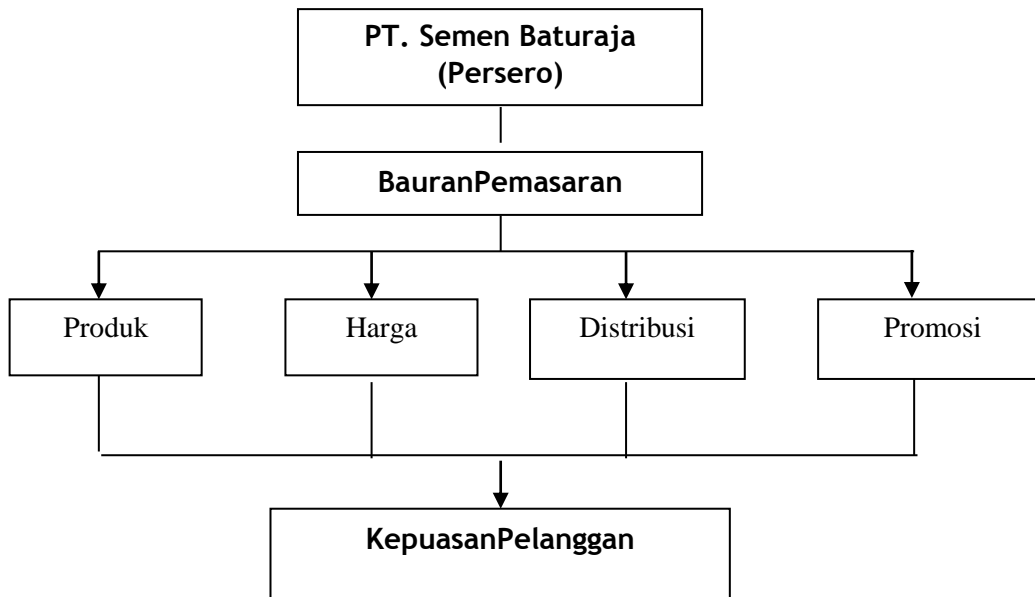 PT. Semen Baturaja
(Persero)
BauranPemasaran
Produk
Harga
Distribusi
Promosi
KepuasanPelanggan